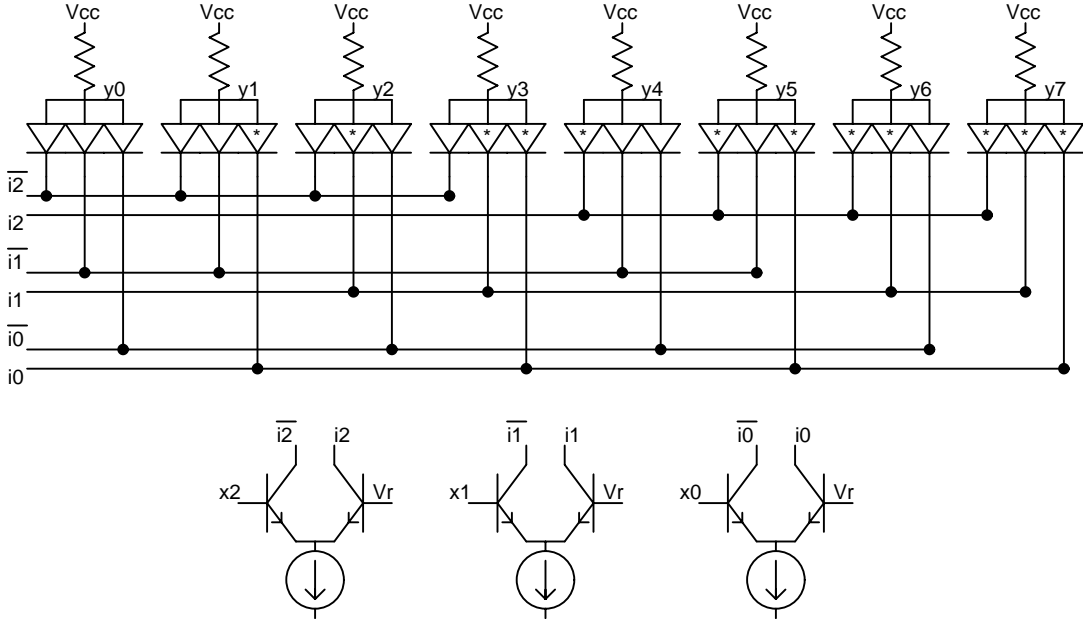 Vcc Vcc Vcc Vcc Vcc Vcc Vcc Vcc
y0 y1 y2 y3 y4 y5 y6 y7
* * * * * * * * * * * *
i2
i2
i1
i1
i0
i0
i2 i2 i1 i1 i0 i0
x2 Vr x1 Vr x0 Vr